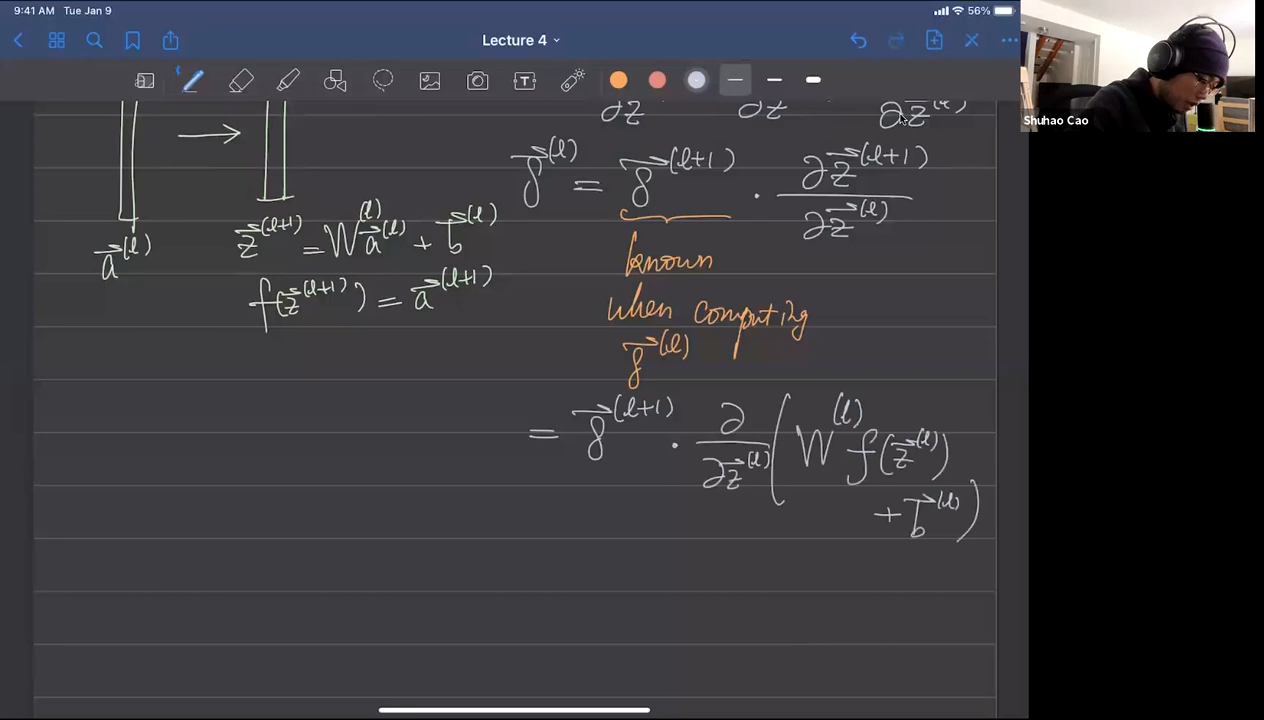 9:41 AM Tue Jan 9
56%
Lecture 4
Shuhao Cao
∂z ∂z ∂z⃗^(l)
δ⃗^(l) = δ⃗^(l+1) · ∂z⃗^(l+1) / ∂z⃗^(l)
a⃗^(l)
z⃗^(l+1) = W^(l) a⃗^(l) + b⃗^(l)
f(z⃗^(l+1)) = a⃗^(l+1)
known
when computing
δ⃗^(l)
= δ⃗^(l+1) · ∂/∂z⃗^(l) ( W^(l) f(z⃗^(l))
+ b⃗^(l) )